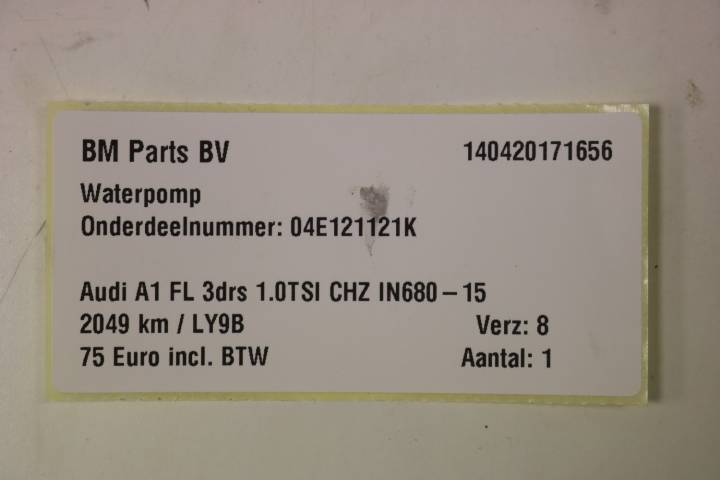 BM Parts BV 140420171656
Waterpomp
Onderdeelnummer: 04E121121K
Audi A1 FL 3drs 1.0TSI CHZ IN680 – 15
2049 km / LY9B Verz: 8
75 Euro incl. BTW Aantal: 1